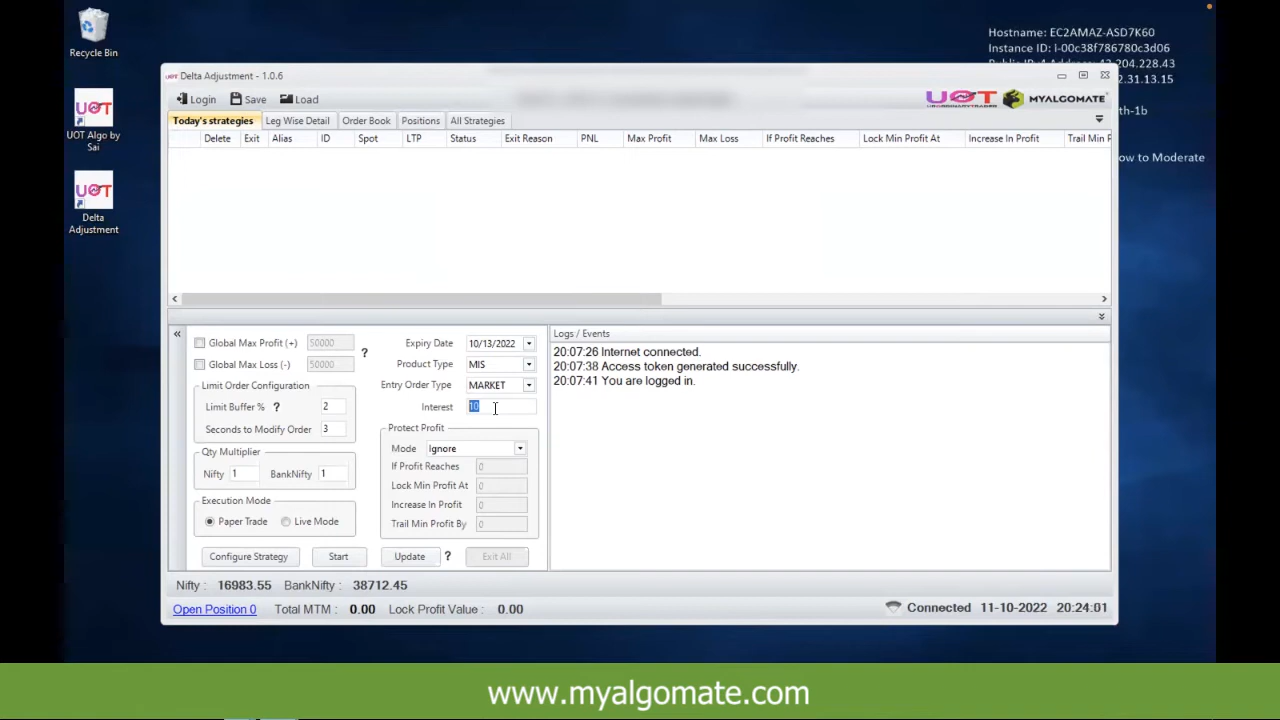 Recycle Bin
UOT
UOT Algo by
Sai
UOT
Delta
Adjustment
Hostname: EC2AMAZ-ASD7K60
Instance ID: i-00c38f786780c3d06
.204.228.43
.31.13.15
th-1b
ow to Moderate
UOT Delta Adjustment - 1.0.6
Login Save Load
UOT MYALGOMATE
Today's strategies Leg Wise Detail Order Book Positions All Strategies
Delete Exit Alias ID Spot LTP Status Exit Reason PNL Max Profit Max Loss If Profit Reaches Lock Min Profit At Increase In Profit Trail Min P
Global Max Profit (+) 50000
Global Max Loss (-) 50000
?
Limit Order Configuration
Limit Buffer % ? 2
Seconds to Modify Order 3
Qty Multiplier
Nifty 1 BankNifty 1
Execution Mode
Paper Trade Live Mode
Expiry Date 10/13/2022
Product Type MIS
Entry Order Type MARKET
Interest 10
Protect Profit
Mode Ignore
If Profit Reaches 0
Lock Min Profit At 0
Increase In Profit 0
Trail Min Profit By 0
Configure Strategy Start Update ? Exit All
Logs / Events
20:07:26 Internet connected.
20:07:38 Access token generated successfully.
20:07:41 You are logged in.
Nifty : 16983.55 BankNifty : 38712.45
Open Position 0 Total MTM : 0.00 Lock Profit Value : 0.00
Connected 11-10-2022 20:24:01
www.myalgomate.com